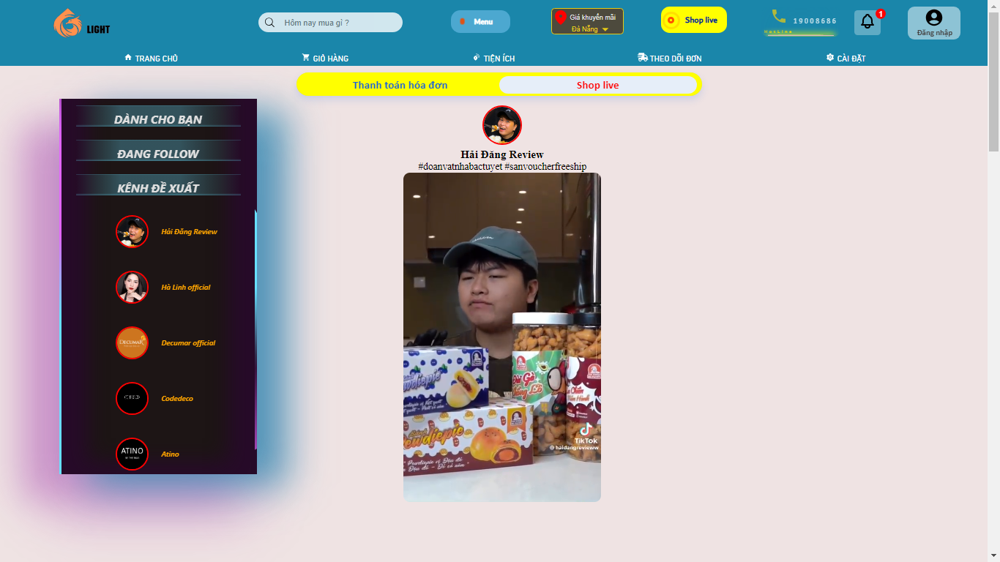 LIGHT
Hôm nay mua gì ?
Menu
Giá khuyến mãi
Đà Nẵng
Shop live
19008686
Hotline
1
Đăng nhập
TRANG CHỦ
GIỎ HÀNG
TIỆN ÍCH
THEO DÕI ĐƠN
CÀI ĐẶT
Thanh toán hóa đơn
Shop live
DÀNH CHO BẠN
ĐANG FOLLOW
KÊNH ĐỀ XUẤT
Hải Đăng Review
Hà Linh official
DECUMAR
Decumar official
Codedeco
ATINO
Atino
Hải Đăng Review
#doanvatnhabactuyet #sanvoucherfreeship
TikTok
@haidangrevieww